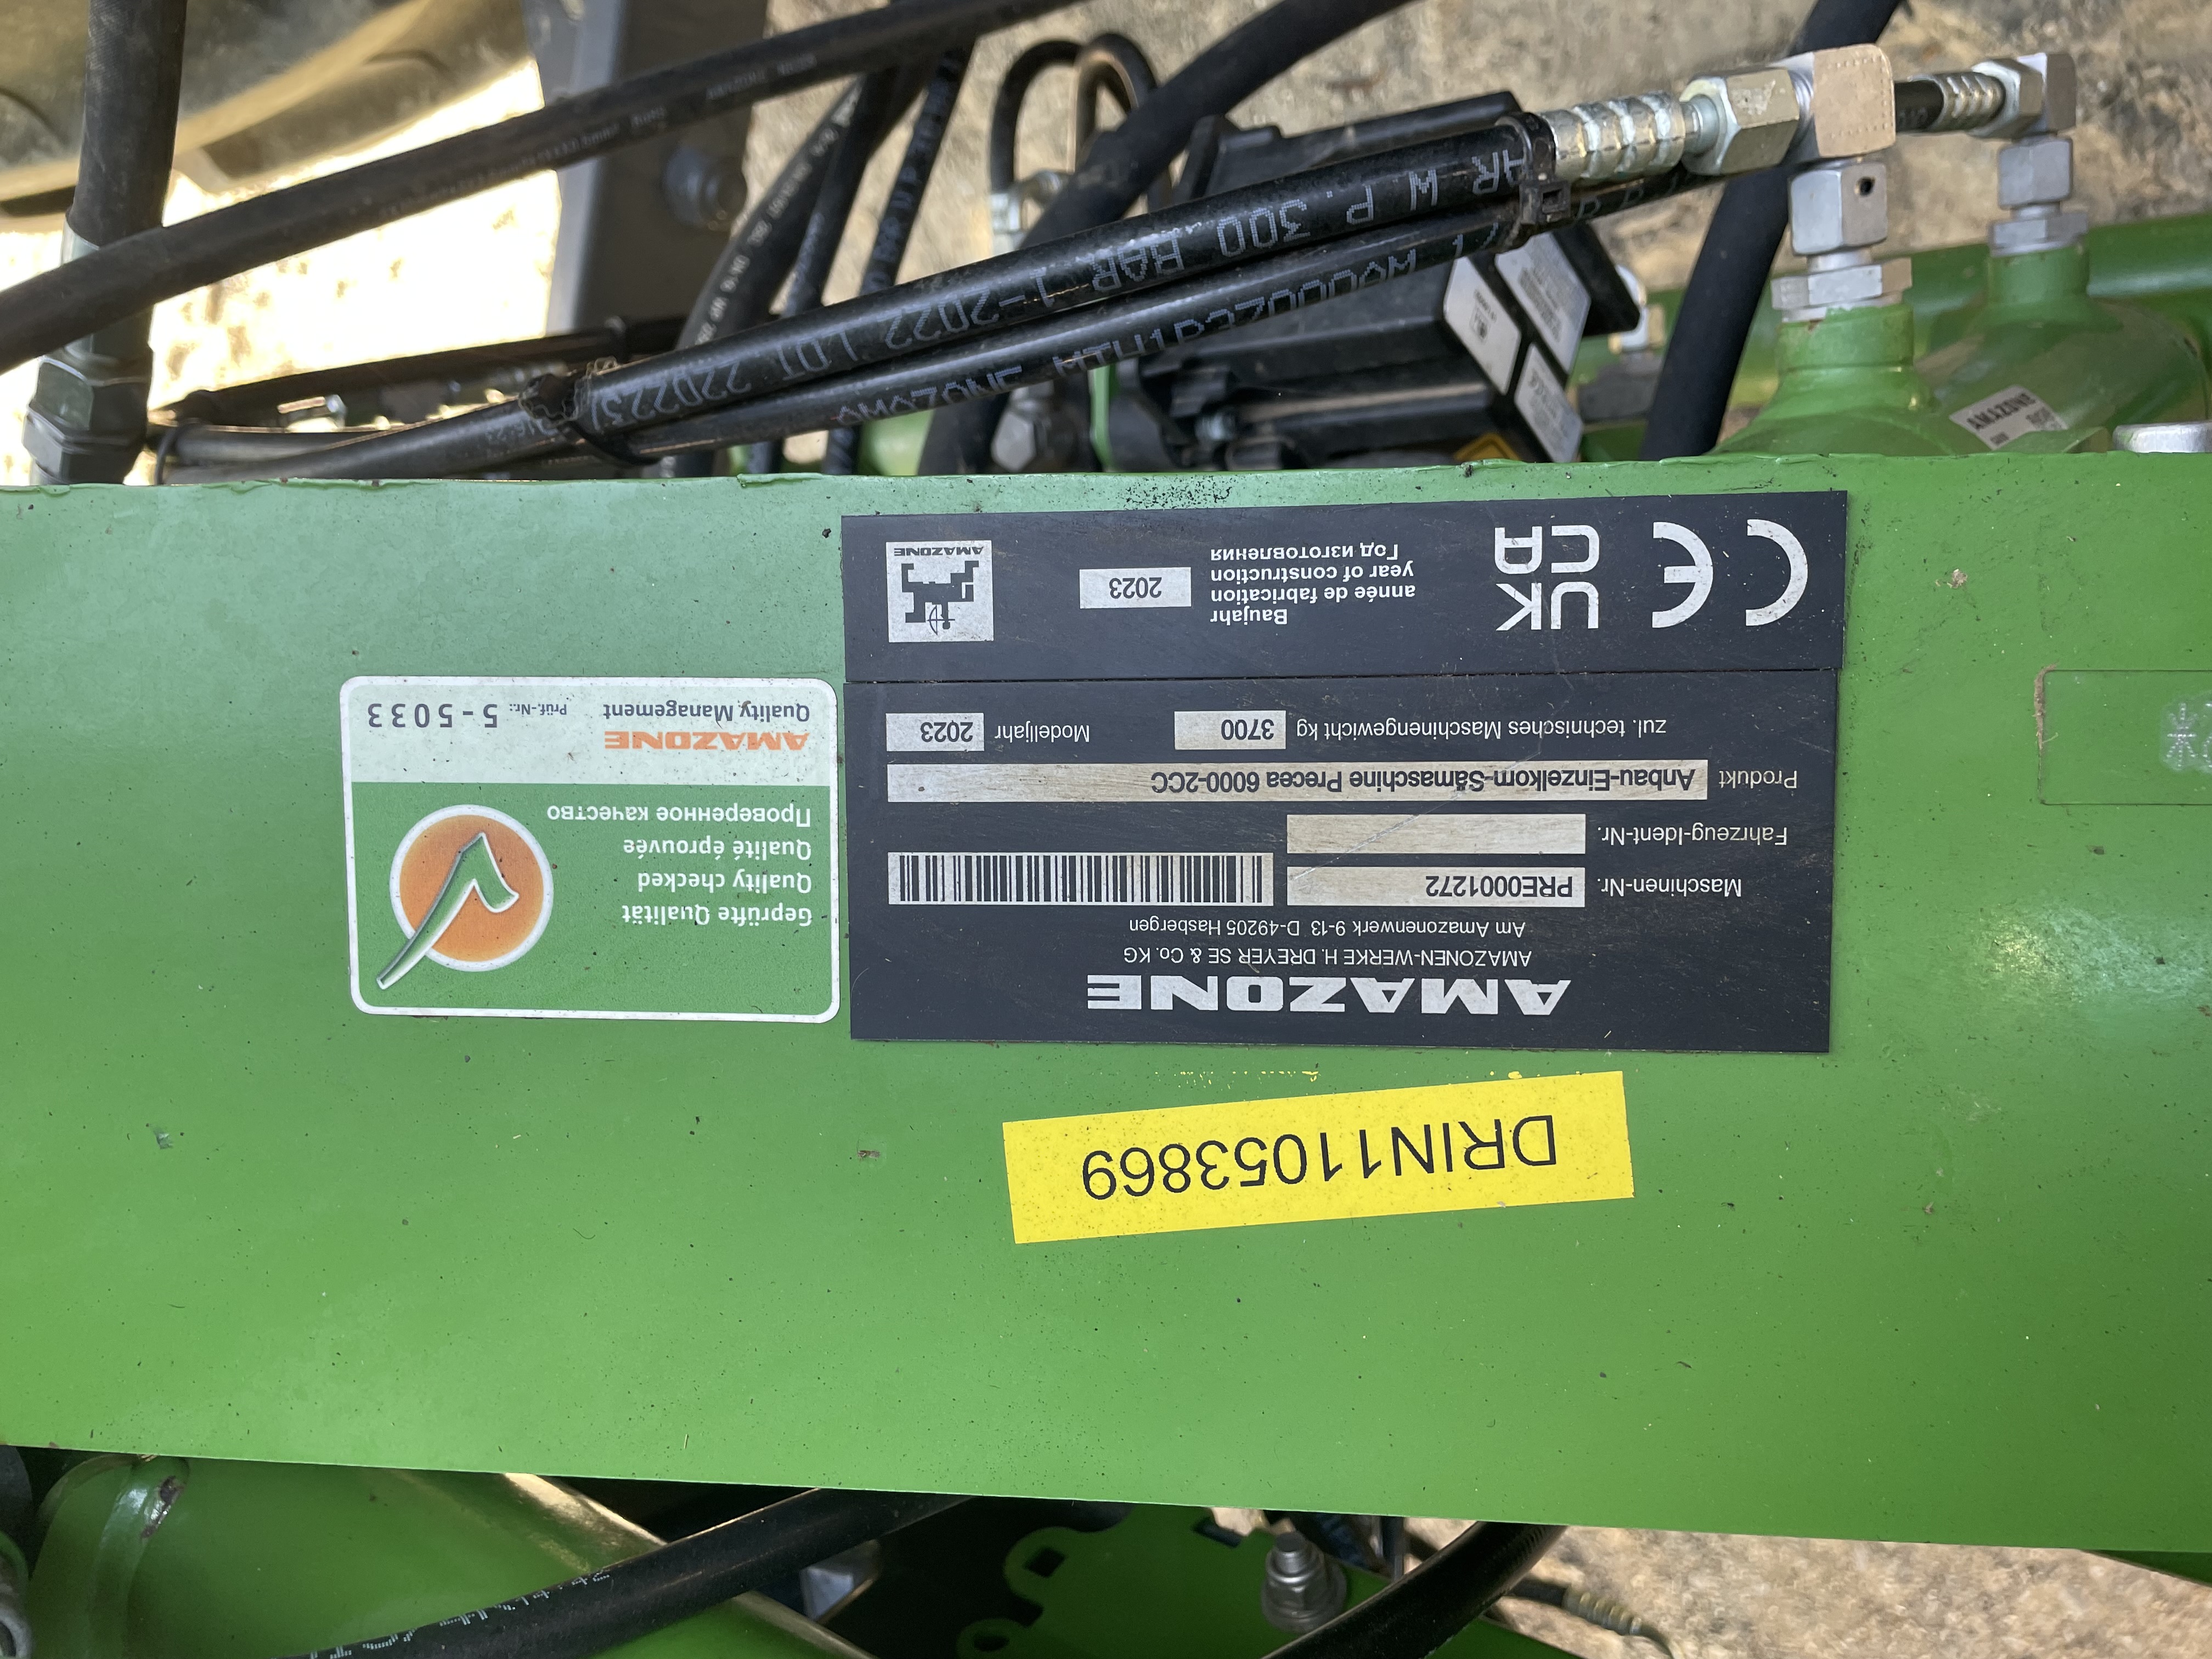 DRIN11053869
AMAZONE
AMAZONEN-WERKE H. DREYER SE & Co. KG
Am Amazonenwerk 9-13 D-49205 Hasbergen
Maschinen-Nr. PRE0001272
Fahrzeug-Ident-Nr.
Produkt Anbau-Einzelkorn-Sämaschine Precea 6000-2CC
zul. technisches Maschinengewicht kg 3700 Modelljahr 2023
CE UK CA
Baujahr
année de fabrication
year of construction
Год изготовления
2023
AMAZONE
Geprüfte Qualität
Quality checked
Qualité éprouvée
Проверенное качество
AMAZONE
Quality Management Prüf.-Nr.: 5-5033
W.P. 300 BAR 1-2022 LOT
AMAZONE
AMAZONE